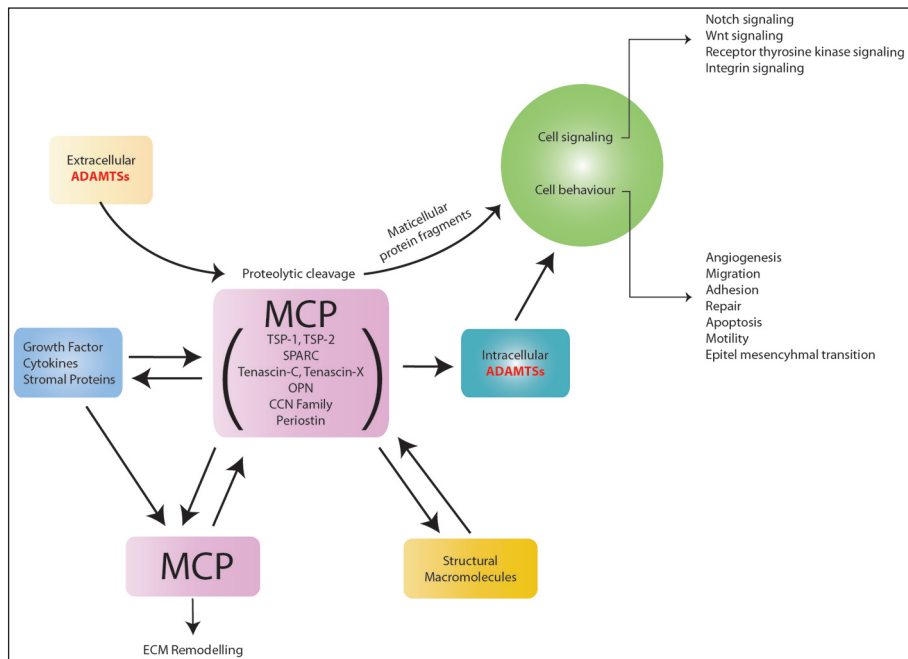 Notch signaling
Wnt signaling
Receptor thyrosine kinase signaling
Integrin signaling
Cell signaling
Cell behaviour
Extracellular
ADAMTSs
Maticellular
protein fragments
Proteolytic cleavage
MCP
TSP-1, TSP-2
SPARC
Tenascin-C, Tenascin-X
OPN
CCN Family
Periostin
Growth Factor
Cytokines
Stromal Proteins
Intracellular
ADAMTSs
Angiogenesis
Migration
Adhesion
Repair
Apoptosis
Motility
Epitel mesencyhmal transition
MCP
Structural
Macromolecules
ECM Remodelling